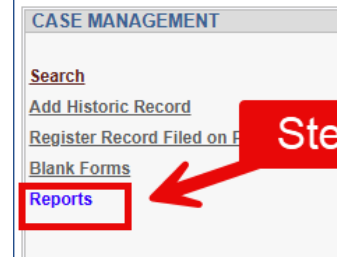 CASE MANAGEMENT
Search
Add Historic Record
Register Record Filed on
Ste
Blank Forms
Reports